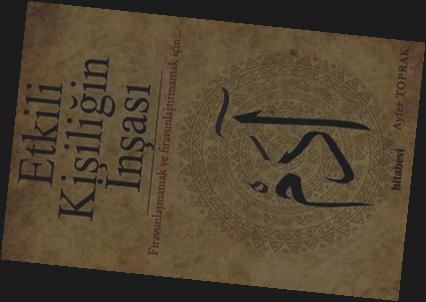 Etkili
Kişiliğin
İnşası
Firavunlaşmamak ve firavunlaştırmamak için...
hitabevi
Ayfer TOPRAK